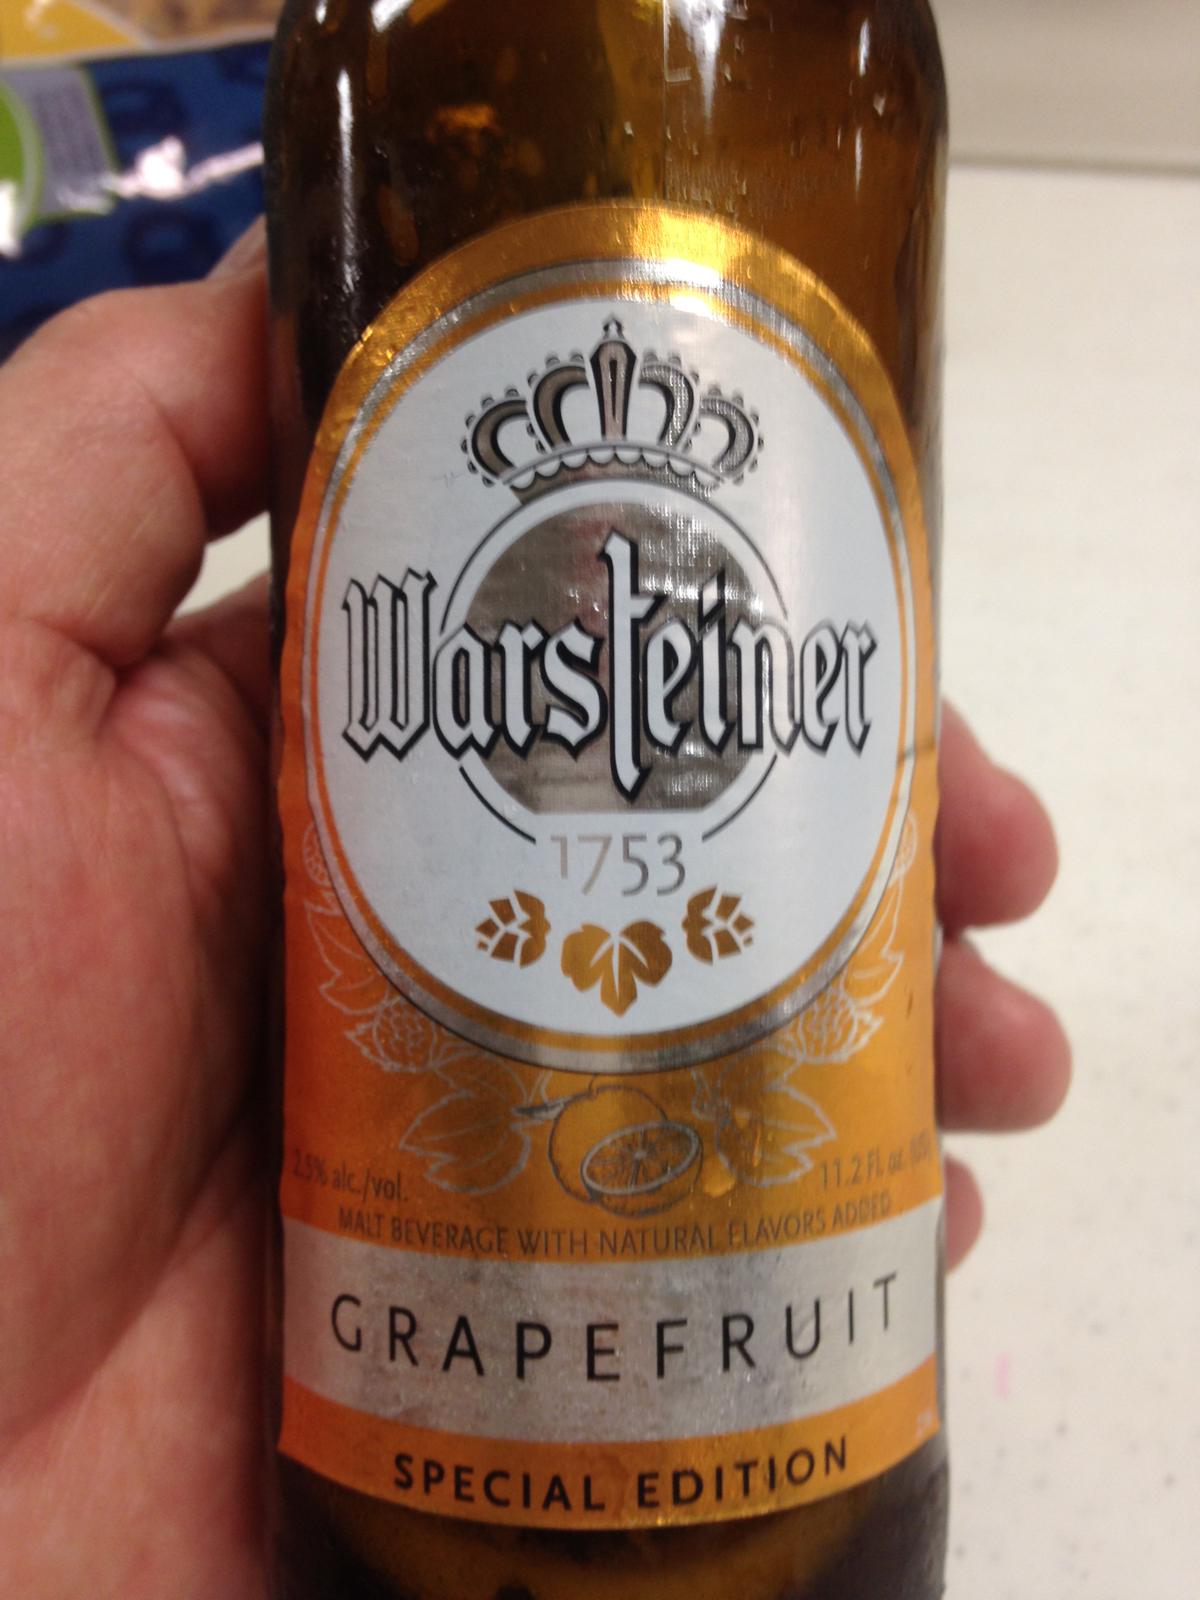 Warsteiner
1753
2.5% alc./vol.
11.2 Fl. oz.
MALT BEVERAGE WITH NATURAL FLAVORS ADDED
GRAPEFRUIT
SPECIAL EDITION